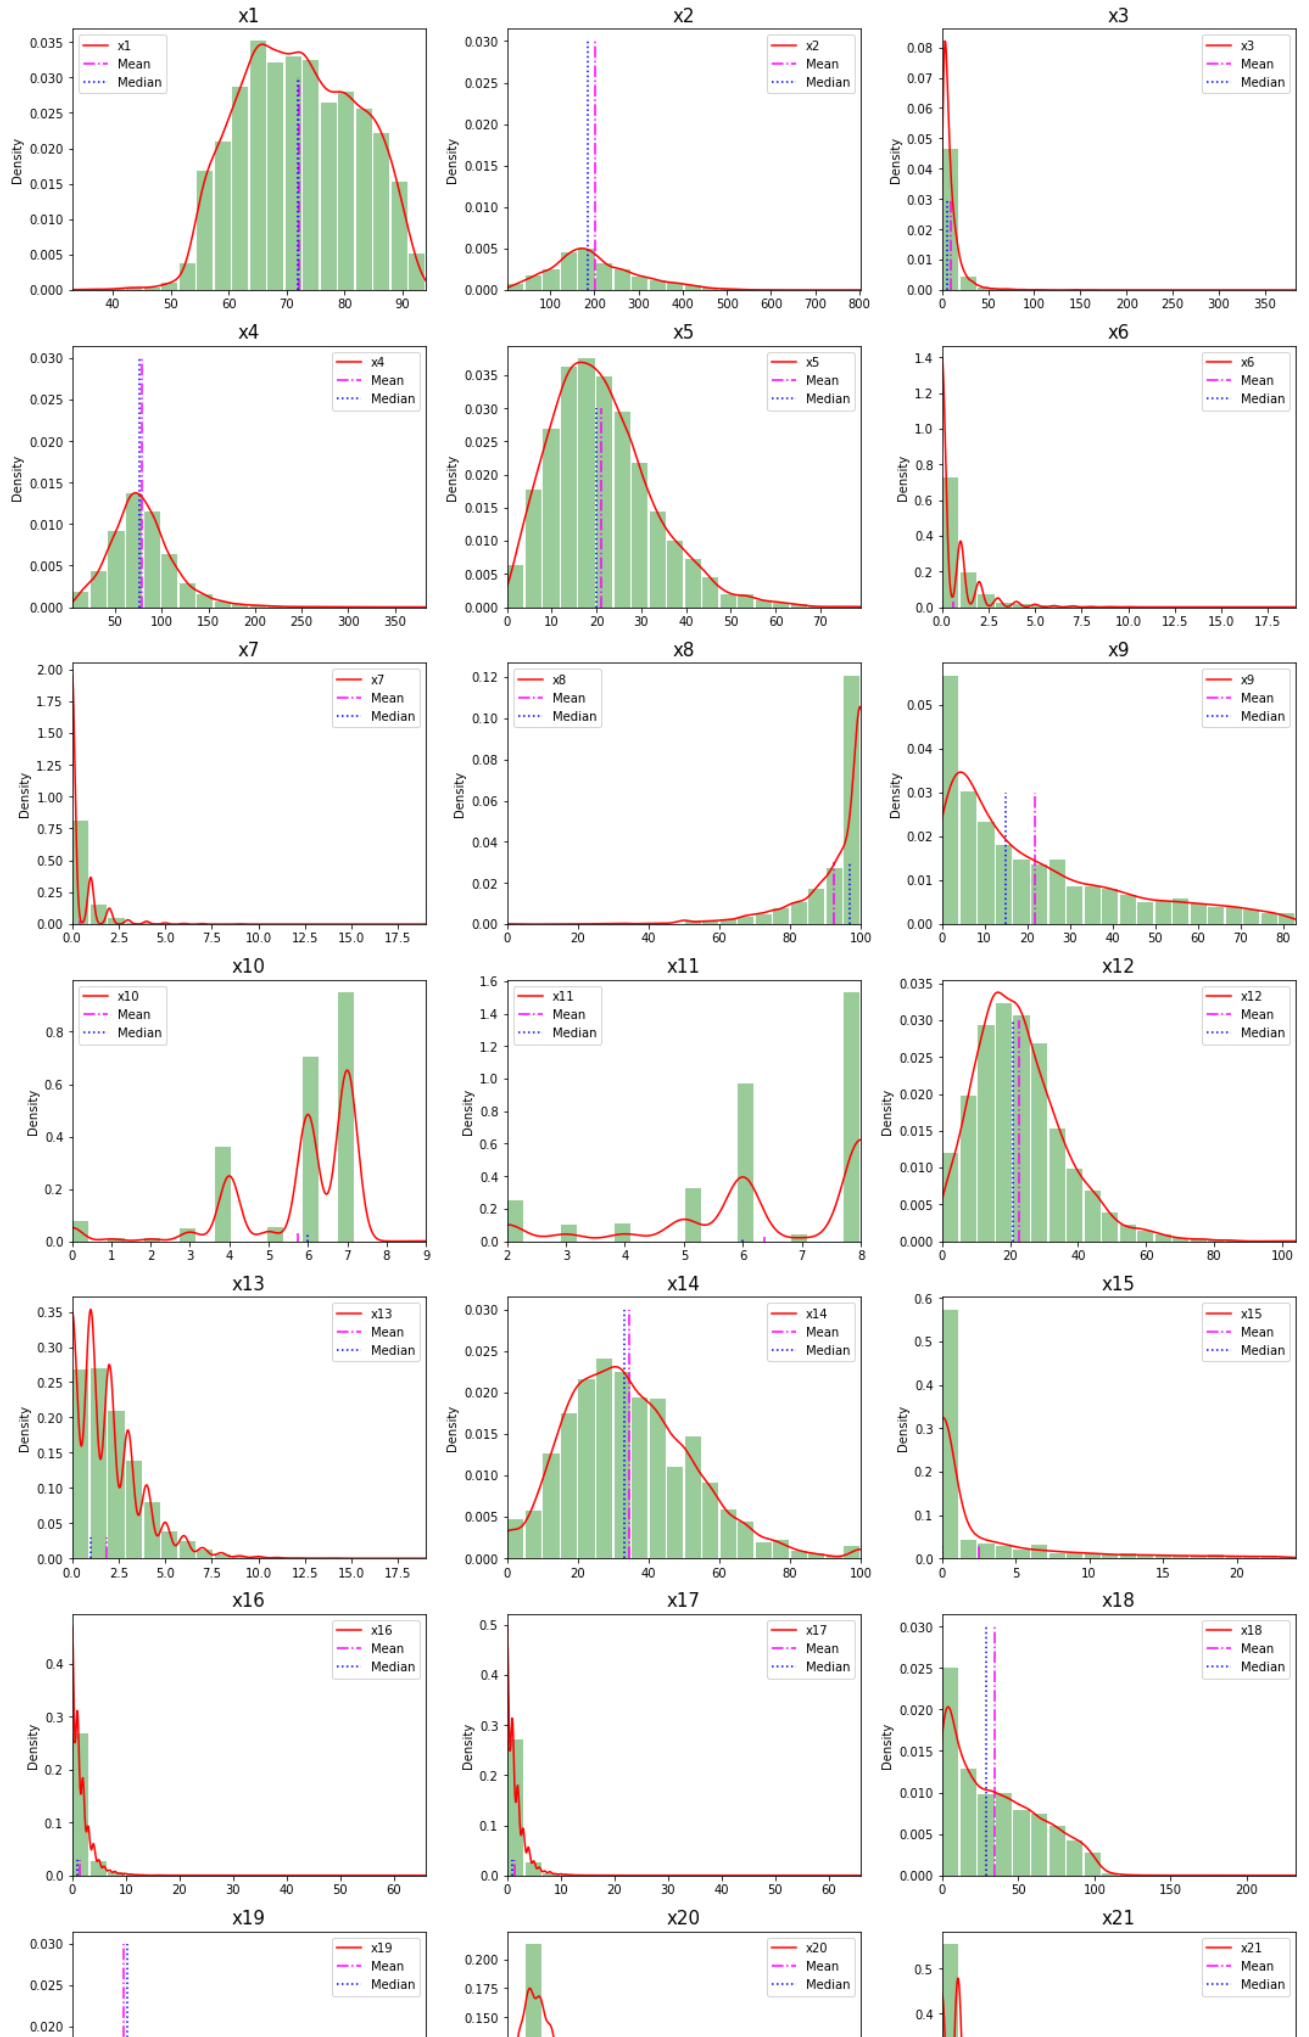 x1
x1
Mean
Median
Density
0.035
0.030
0.025
0.020
0.015
0.010
0.005
0.000
40 50 60 70 80 90
x2
x2
Mean
Median
Density
0.030
0.025
0.020
0.015
0.010
0.005
0.000
100 200 300 400 500 600 700 800
x3
x3
Mean
Median
Density
0.08
0.07
0.06
0.05
0.04
0.03
0.02
0.01
0.00
0 50 100 150 200 250 300 350
x4
x4
Mean
Median
Density
0.030
0.025
0.020
0.015
0.010
0.005
0.000
50 100 150 200 250 300 350
x5
x5
Mean
Median
Density
0.035
0.030
0.025
0.020
0.015
0.010
0.005
0.000
0 10 20 30 40 50 60 70
x6
x6
Mean
Median
Density
1.4
1.2
1.0
0.8
0.6
0.4
0.2
0.0
0.0 2.5 5.0 7.5 10.0 12.5 15.0 17.5
x7
x7
Mean
Median
Density
2.00
1.75
1.50
1.25
1.00
0.75
0.50
0.25
0.00
0.0 2.5 5.0 7.5 10.0 12.5 15.0 17.5
x8
x8
Mean
Median
Density
0.12
0.10
0.08
0.06
0.04
0.02
0.00
0 20 40 60 80 100
x9
x9
Mean
Median
Density
0.05
0.04
0.03
0.02
0.01
0.00
0 10 20 30 40 50 60 70 80
x10
x10
Mean
Median
Density
0.8
0.6
0.4
0.2
0.0
0 1 2 3 4 5 6 7 8 9
x11
x11
Mean
Median
Density
1.6
1.4
1.2
1.0
0.8
0.6
0.4
0.2
0.0
2 3 4 5 6 7 8
x12
x12
Mean
Median
Density
0.035
0.030
0.025
0.020
0.015
0.010
0.005
0.000
0 20 40 60 80 100
x13
x13
Mean
Median
Density
0.35
0.30
0.25
0.20
0.15
0.10
0.05
0.00
0.0 2.5 5.0 7.5 10.0 12.5 15.0 17.5
x14
x14
Mean
Median
Density
0.030
0.025
0.020
0.015
0.010
0.005
0.000
0 20 40 60 80 100
x15
x15
Mean
Median
Density
0.6
0.5
0.4
0.3
0.2
0.1
0.0
0 5 10 15 20
x16
x16
Mean
Median
Density
0.4
0.3
0.2
0.1
0.0
0 10 20 30 40 50 60
x17
x17
Mean
Median
Density
0.5
0.4
0.3
0.2
0.1
0.0
0 10 20 30 40 50 60
x18
x18
Mean
Median
Density
0.030
0.025
0.020
0.015
0.010
0.005
0.000
0 50 100 150 200
x19
x19
Mean
Median
0.030
0.025
0.020
x20
x20
Mean
Median
0.200
0.175
0.150
x21
x21
Mean
Median
0.5
0.4